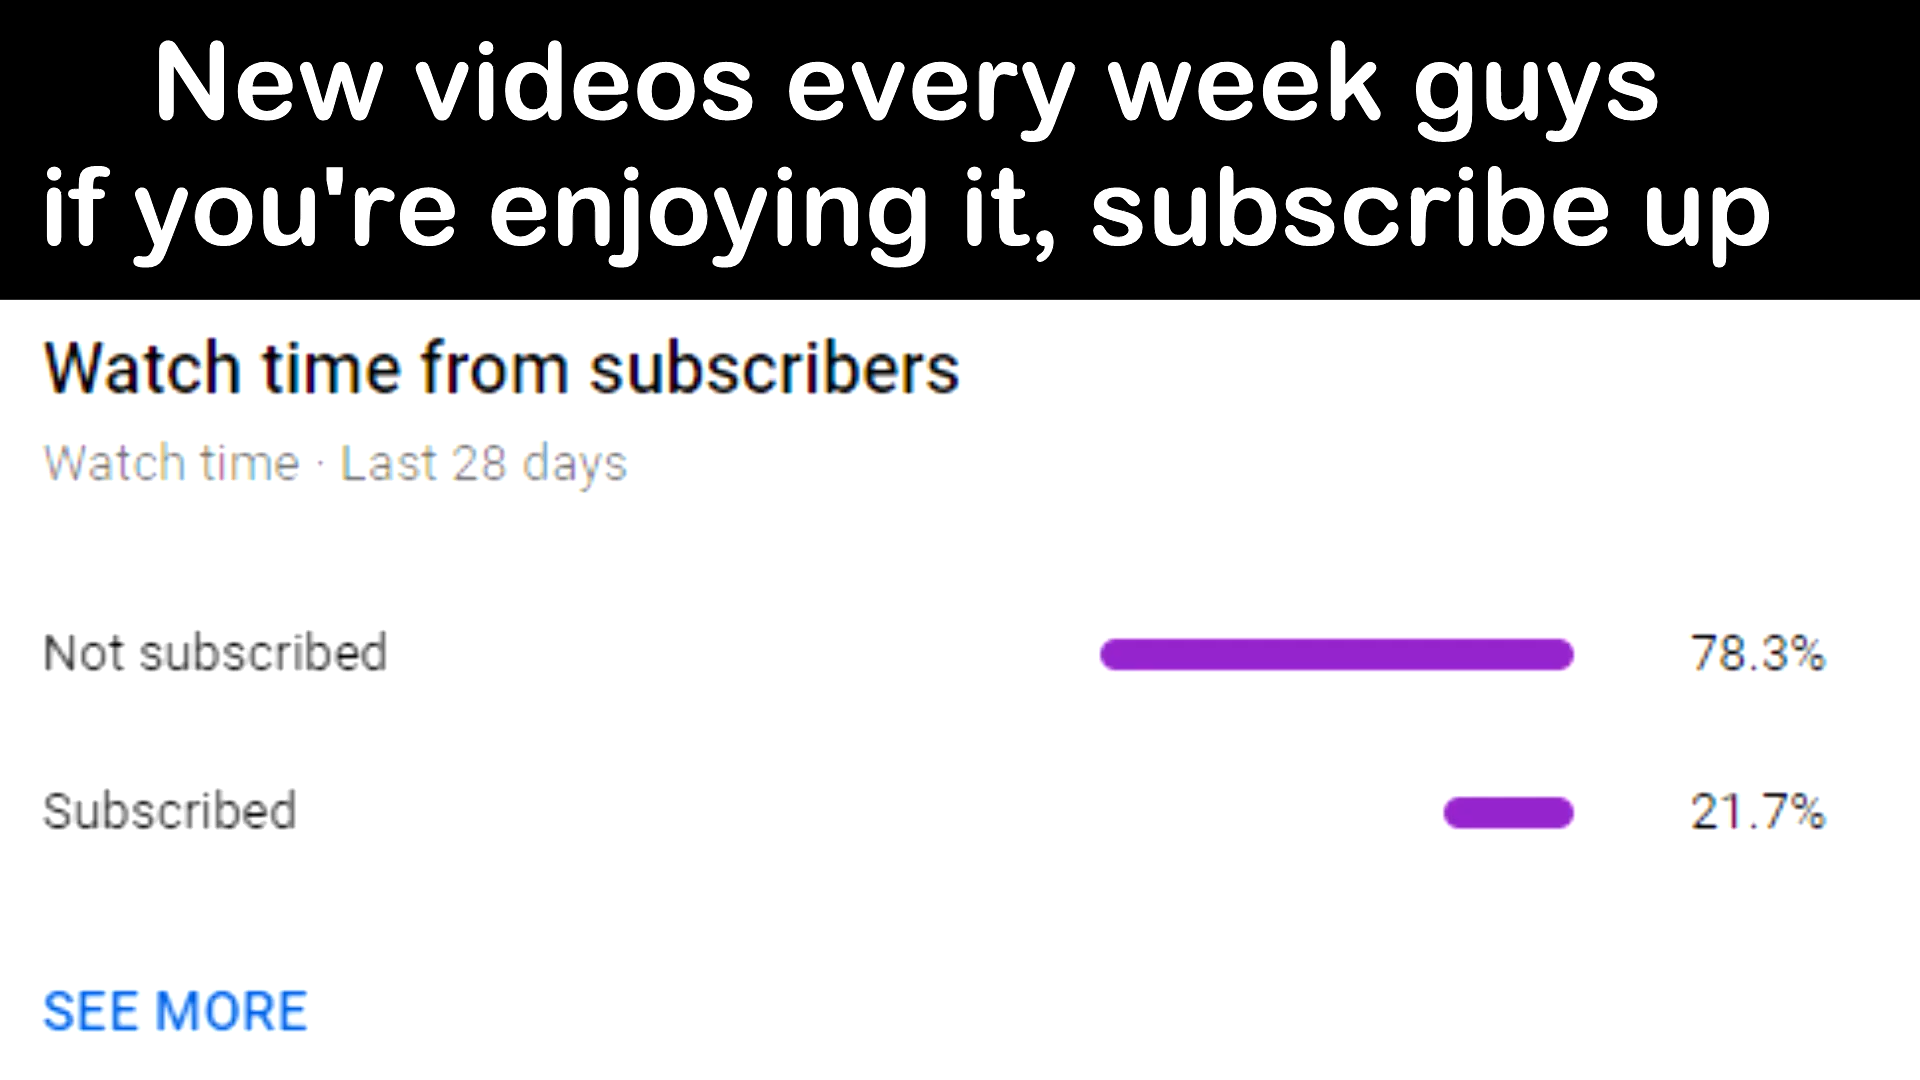 New videos every week guys
if you're enjoying it, subscribe up
Watch time from subscribers
Watch time · Last 28 days
Not subscribed 78.3%
Subscribed 21.7%
SEE MORE